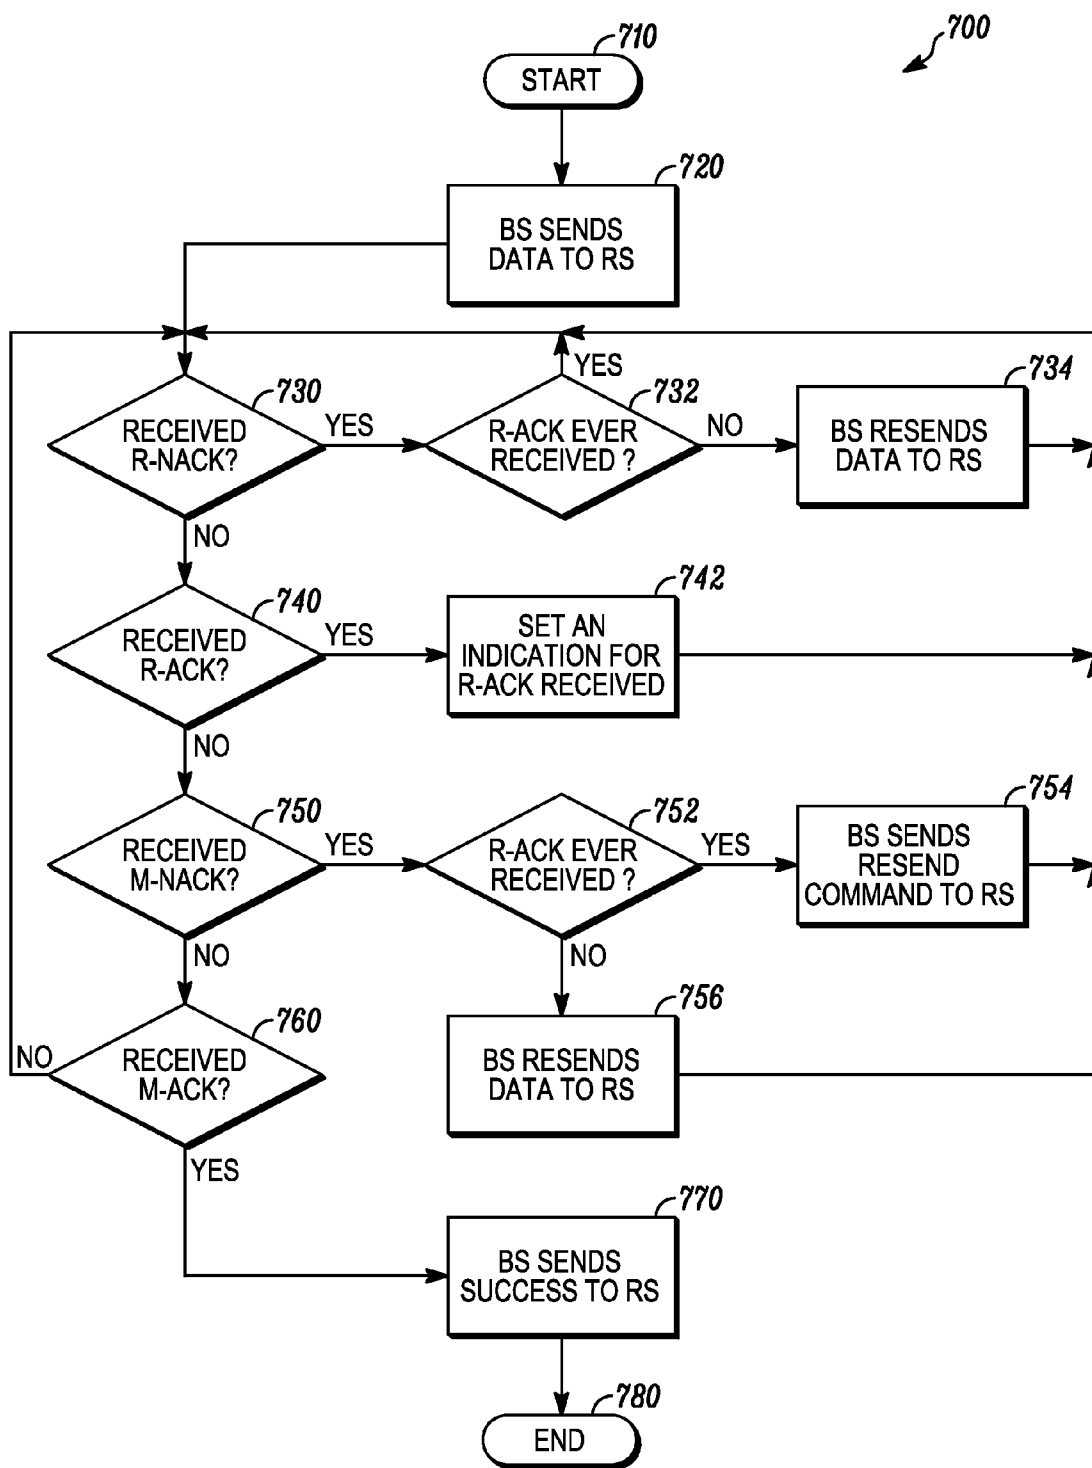 700
710
START
720
BS SENDS
DATA TO RS
730
RECEIVED
R-NACK?
YES
NO
732
R-ACK EVER
RECEIVED ?
YES
NO
734
BS RESENDS
DATA TO RS
740
RECEIVED
R-ACK?
YES
NO
742
SET AN
INDICATION FOR
R-ACK RECEIVED
750
RECEIVED
M-NACK?
YES
NO
752
R-ACK EVER
RECEIVED ?
YES
NO
754
BS SENDS
RESEND
COMMAND TO RS
756
BS RESENDS
DATA TO RS
760
RECEIVED
M-ACK?
NO
YES
770
BS SENDS
SUCCESS TO RS
780
END